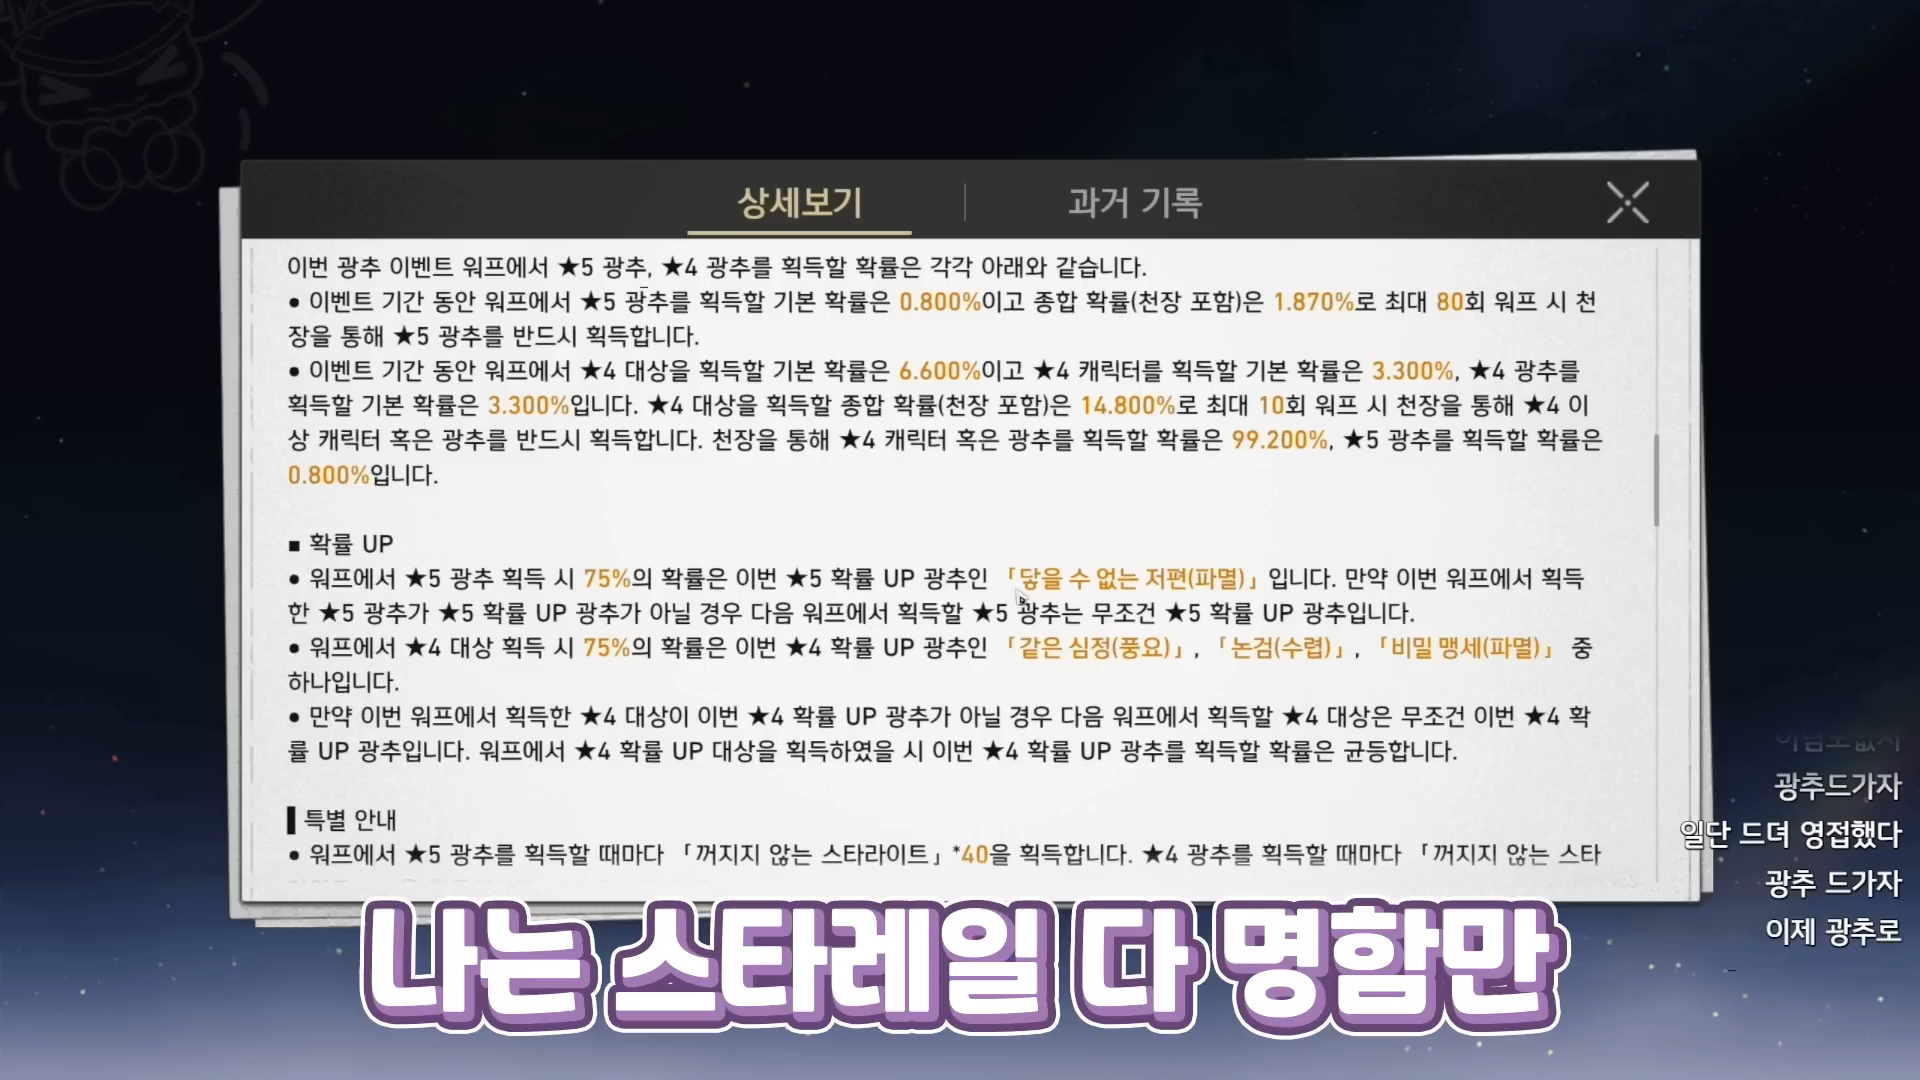 상세보기
과거 기록
이번 광추 이벤트 워프에서 ★5 광추, ★4 광추를 획득할 확률은 각각 아래와 같습니다.
● 이벤트 기간 동안 워프에서 ★5 광추를 획득할 기본 확률은 0.800%이고 종합 확률(천장 포함)은 1.870%로 최대 80회 워프 시 천
장을 통해 ★5 광추를 반드시 획득합니다.
● 이벤트 기간 동안 워프에서 ★4 대상을 획득할 기본 확률은 6.600%이고 ★4 캐릭터를 획득할 기본 확률은 3.300%, ★4 광추를
획득할 기본 확률은 3.300%입니다. ★4 대상을 획득할 종합 확률(천장 포함)은 14.800%로 최대 10회 워프 시 천장을 통해 ★4 이
상 캐릭터 혹은 광추를 반드시 획득합니다. 천장을 통해 ★4 캐릭터 혹은 광추를 획득할 확률은 99.200%, ★5 광추를 획득할 확률은
0.800%입니다.
■ 확률 UP
● 워프에서 ★5 광추 획득 시 75%의 확률은 이번 ★5 확률 UP 광추인 「닿을 수 없는 저편(파멸)」입니다. 만약 이번 워프에서 획득
한 ★5 광추가 ★5 확률 UP 광추가 아닐 경우 다음 워프에서 획득할 ★5 광추는 무조건 ★5 확률 UP 광추입니다.
● 워프에서 ★4 대상 획득 시 75%의 확률은 이번 ★4 확률 UP 광추인 「같은 심정(풍요)」, 「논검(수렵)」, 「비밀 맹세(파멸)」 중
하나입니다.
● 만약 이번 워프에서 획득한 ★4 대상이 이번 ★4 확률 UP 광추가 아닐 경우 다음 워프에서 획득할 ★4 대상은 무조건 이번 ★4 확
률 UP 광추입니다. 워프에서 ★4 확률 UP 대상을 획득하였을 시 이번 ★4 확률 UP 광추를 획득할 확률은 균등합니다.
▌특별 안내
● 워프에서 ★5 광추를 획득할 때마다 「꺼지지 않는 스타라이트」*40을 획득합니다. ★4 광추를 획득할 때마다 「꺼지지 않는 스타
광추드가자
일단 드뎌 영접했다
광추 드가자
이제 광추로
나는 스타레일 다 명함만